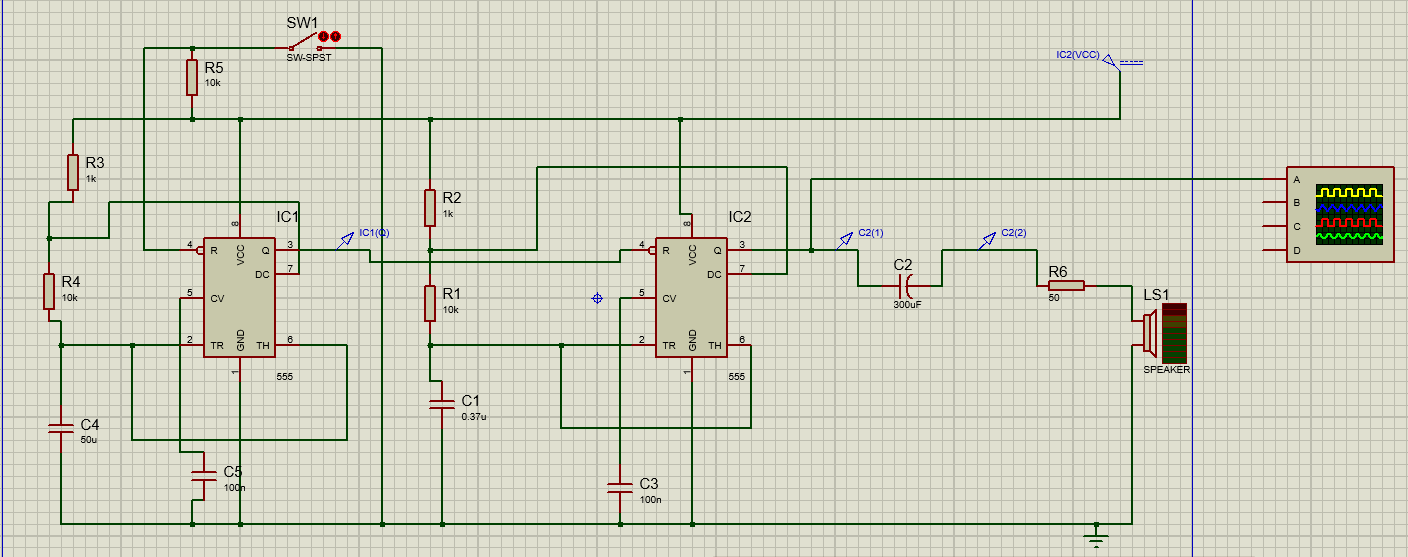 SW1
SW-SPST
R5
10k
IC2(VCC)
R3
1k
R2
1k
IC1
IC2
A
B
C
D
8
VCC
4
R
Q
3
IC1(Q)
DC
7
5
CV
2
TR
GND
1
TH
6
555
R4
10k
R1
10k
8
VCC
4
R
Q
3
C2(1)
C2(2)
DC
7
5
CV
2
TR
GND
1
TH
6
555
C2
300uF
R6
50
LS1
SPEAKER
C4
50u
C1
0.37u
C5
100n
C3
100n